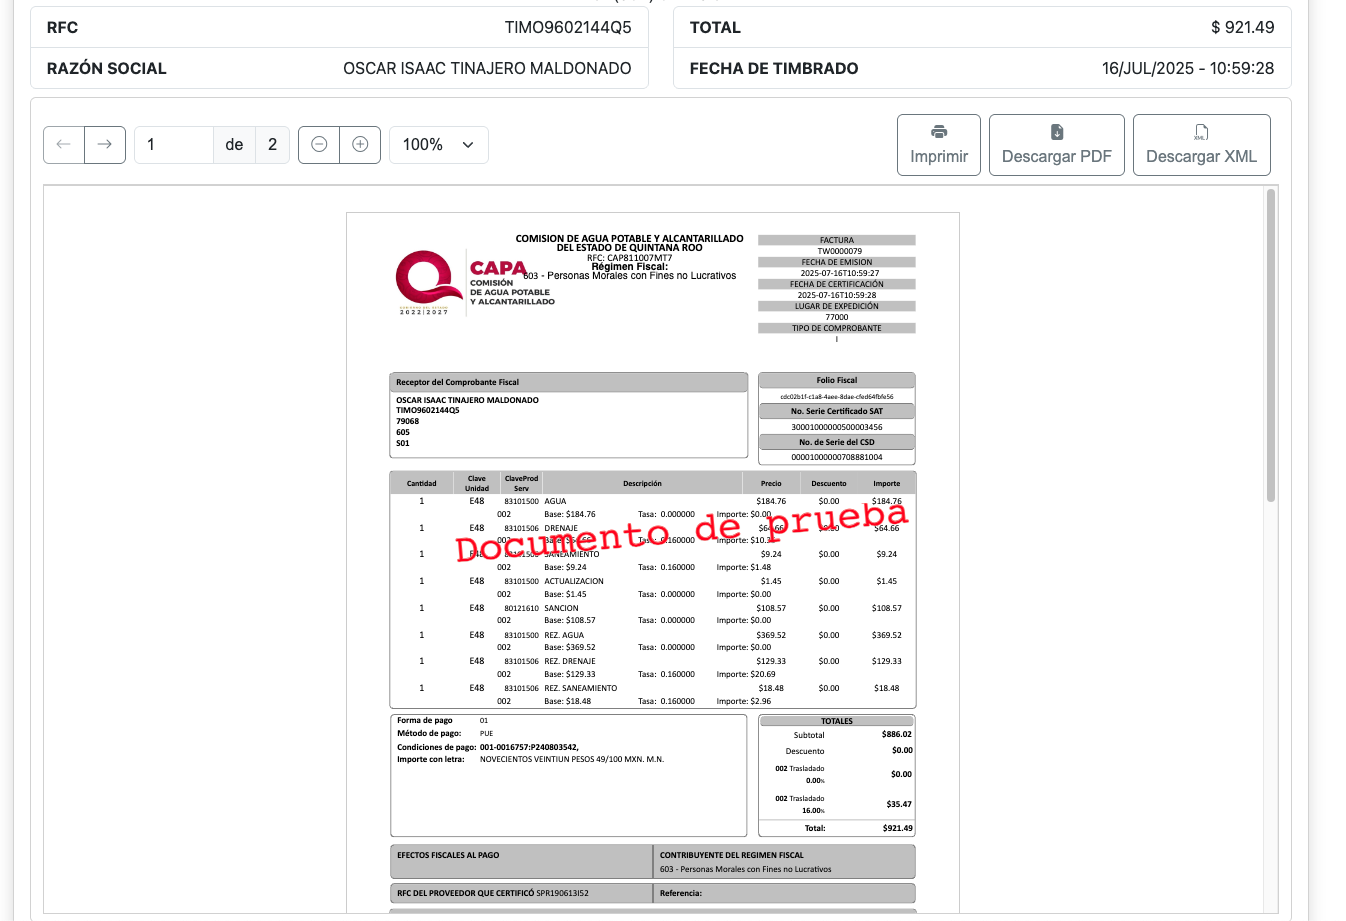 RFC TIMO9602144Q5
TOTAL $ 921.49
RAZÓN SOCIAL OSCAR ISAAC TINAJERO MALDONADO
FECHA DE TIMBRADO 16/JUL/2025 - 10:59:28
1 de 2 100%
Imprimir Descargar PDF Descargar XML
COMISION DE AGUA POTABLE Y ALCANTARILLADO
DEL ESTADO DE QUINTANA ROO
RFC: CAP811007MT7
Régimen Fiscal:
603 - Personas Morales con Fines no Lucrativos
CAPA
COMISIÓN
DE AGUA POTABLE
Y ALCANTARILLADO
2022|2027
FACTURA
TW0000079
FECHA DE EMISION
2025-07-16T10:59:27
FECHA DE CERTIFICACIÓN
2025-07-16T10:59:28
LUGAR DE EXPEDICIÓN
77000
TIPO DE COMPROBANTE
I
Receptor del Comprobante Fiscal
OSCAR ISAAC TINAJERO MALDONADO
TIMO9602144Q5
79068
605
S01
Folio Fiscal
cdc02b1f-c1a8-4aee-8dae-cfed64fbfe56
No. Serie Certificado SAT
30001000000500003456
No. de Serie del CSD
00001000000708881004
Cantidad Clave Unidad ClaveProd Serv Descripción Precio Descuento Importe
1 E48 83101500 AGUA $184.76 $0.00 $184.76
002 Base: $184.76 Tasa: 0.000000 Importe: $0.00
1 E48 83101506 DRENAJE $64.66 $0.00 $64.66
002 Tasa: 0.160000 Importe:
1 E48 83101506 SANEAMIENTO $9.24 $0.00 $9.24
002 Base: $9.24 Tasa: 0.160000 Importe: $1.48
1 E48 83101500 ACTUALIZACION $1.45 $0.00 $1.45
002 Base: $1.45 Tasa: 0.000000 Importe: $0.00
1 E48 80121610 SANCION $108.57 $0.00 $108.57
002 Base: $108.57 Tasa: 0.000000 Importe: $0.00
1 E48 83101500 REZ. AGUA $369.52 $0.00 $369.52
002 Base: $369.52 Tasa: 0.000000 Importe: $0.00
1 E48 83101506 REZ. DRENAJE $129.33 $0.00 $129.33
002 Base: $129.33 Tasa: 0.160000 Importe: $20.69
1 E48 83101506 REZ. SANEAMIENTO $18.48 $0.00 $18.48
002 Base: $18.48 Tasa: 0.160000 Importe: $2.96
Documento de prueba
Forma de pago 01
Método de pago: PUE
Condiciones de pago: 001-0016757:P240803542,
Importe con letra: NOVECIENTOS VEINTIUN PESOS 49/100 MXN. M.N.
TOTALES
Subtotal $886.02
Descuento $0.00
002 Trasladado 0.00% $0.00
002 Trasladado 16.00% $35.47
Total: $921.49
EFECTOS FISCALES AL PAGO
CONTRIBUYENTE DEL REGIMEN FISCAL
603 - Personas Morales con Fines no Lucrativos
RFC DEL PROVEEDOR QUE CERTIFICÓ SPR190613I52
Referencia: